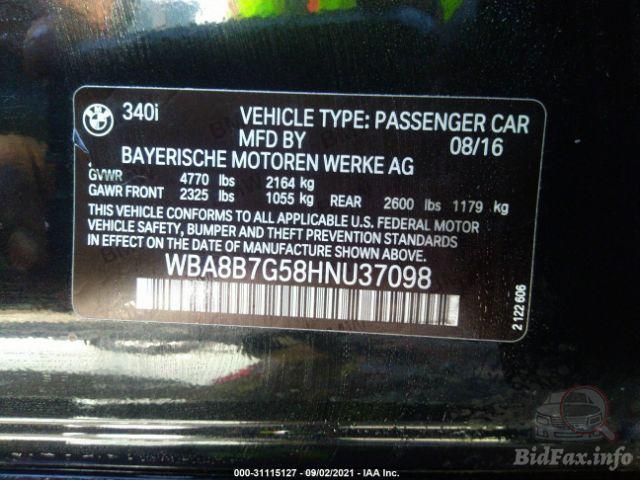 BMW 340i VEHICLE TYPE: PASSENGER CAR
MFD BY 08/16
BAYERISCHE MOTOREN WERKE AG
GVWR 4770 lbs 2164 kg
GAWR FRONT 2325 lbs 1055 kg REAR 2600 lbs 1179 kg
THIS VEHICLE CONFORMS TO ALL APPLICABLE U.S. FEDERAL MOTOR
VEHICLE SAFETY, BUMPER AND THEFT PREVENTION STANDARDS
IN EFFECT ON THE DATE OF MANUFACTURE SHOWN ABOVE.
WBA8B7G58HNU37098
2 122 606
BidFax.info
000-31115127 - 09/02/2021 - IAA Inc.